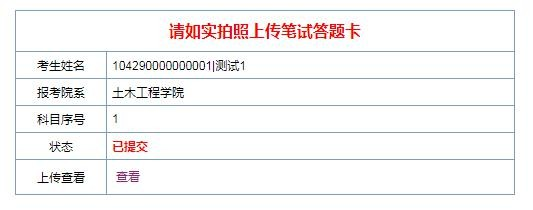 请如实拍照上传笔试答题卡
考生姓名 104290000000001|测试1
报考院系 土木工程学院
科目序号 1
状态 已提交
上传查看 查看